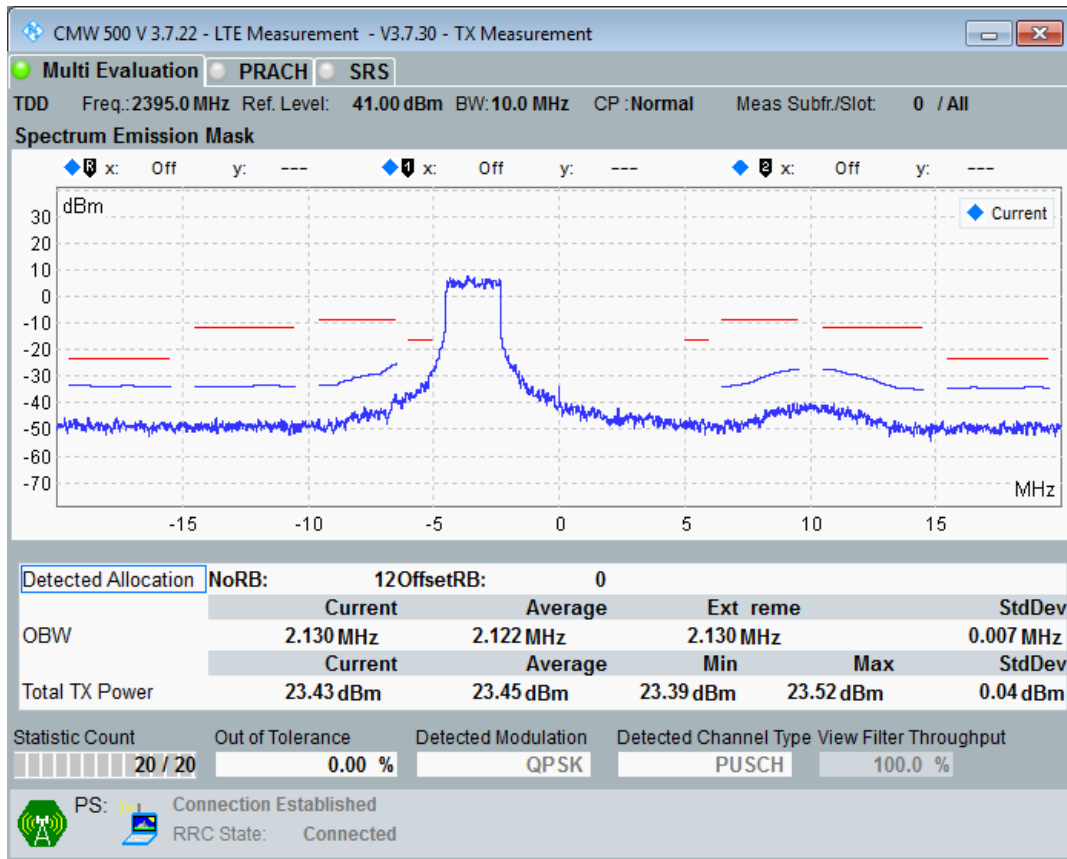 CMW 500 V 3.7.22 - LTE Measurement - V3.7.30 - TX Measurement
Multi Evaluation PRACH SRS
TDD Freq.: 2395.0 MHz Ref. Level: 41.00 dBm BW: 10.0 MHz CP : Normal Meas Subfr./Slot: 0 / All
Spectrum Emission Mask
R x: Off y: --- 1 x: Off y: --- 2 x: Off y: ---
dBm
Current
30
20
10
0
-10
-20
-30
-40
-50
-60
-70
MHz
-15 -10 -5 0 5 10 15
Detected Allocation NoRB: 12 OffsetRB: 0
Current Average Ext reme StdDev
OBW 2.130 MHz 2.122 MHz 2.130 MHz 0.007 MHz
Current Average Min Max StdDev
Total TX Power 23.43 dBm 23.45 dBm 23.39 dBm 23.52 dBm 0.04 dBm
Statistic Count Out of Tolerance Detected Modulation Detected Channel Type View Filter Throughput
20 / 20 0.00 % QPSK PUSCH 100.0 %
PS: Connection Established
RRC State: Connected